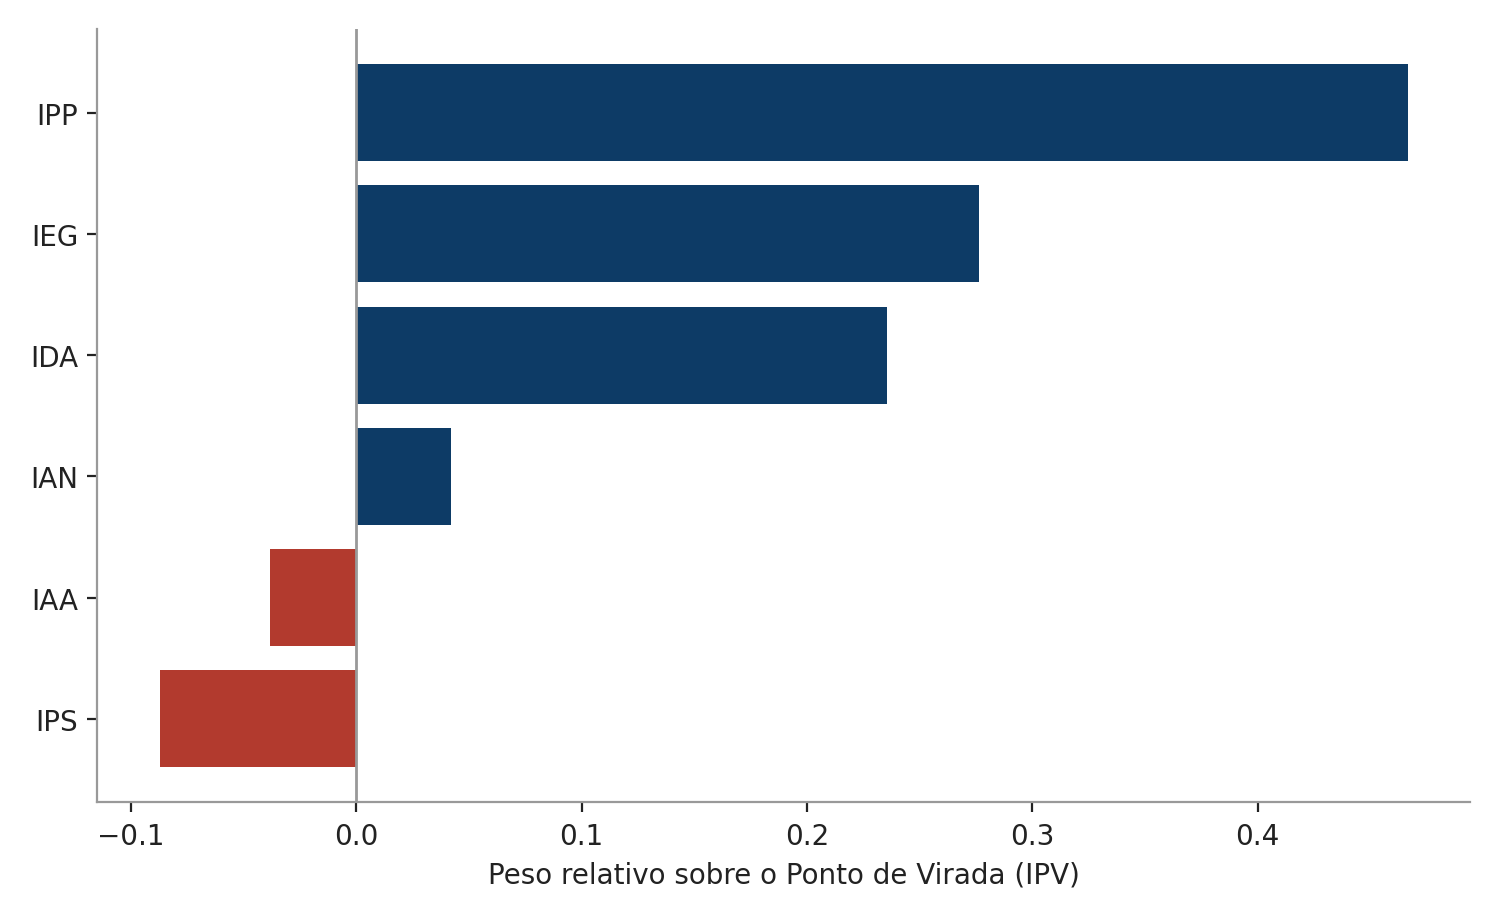 IPP
IEG
IDA
IAN
IAA
IPS
−0.1 0.0 0.1 0.2 0.3 0.4
Peso relativo sobre o Ponto de Virada (IPV)